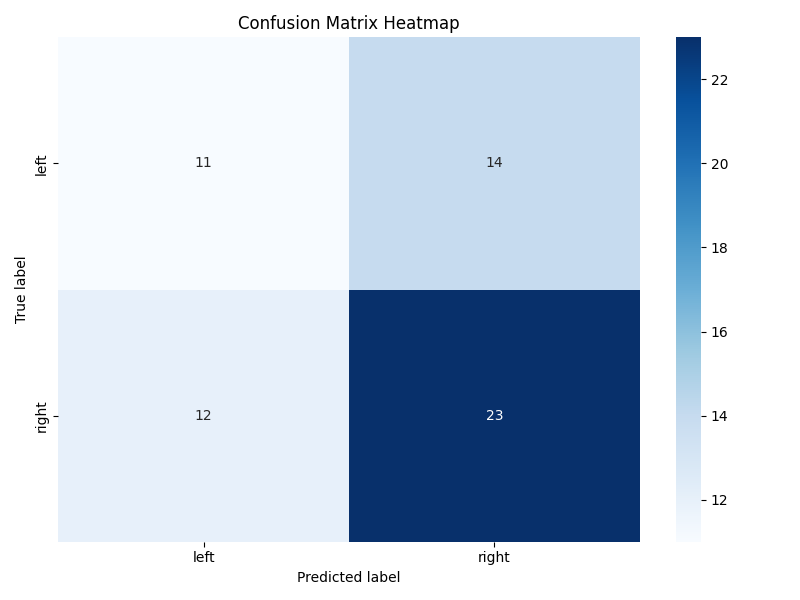 Confusion Matrix Heatmap
True label
left
11
14
right
12
23
left
right
Predicted label
22
20
18
16
14
12